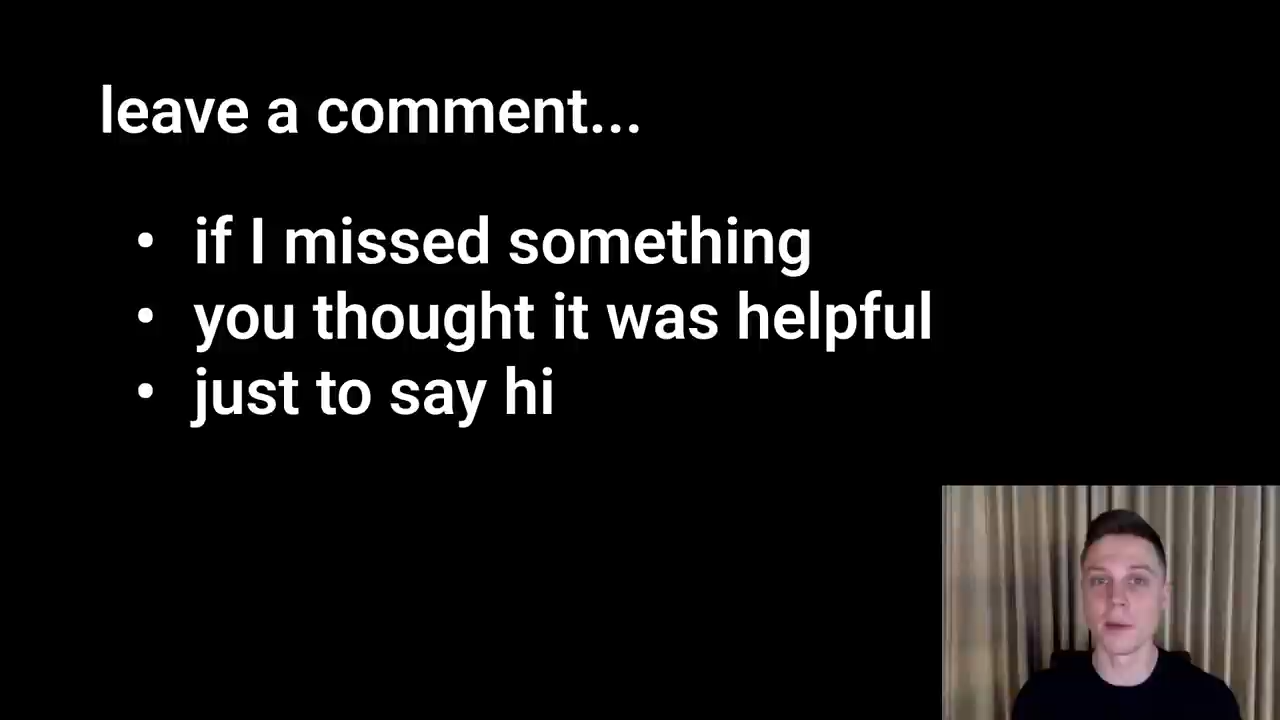 leave a comment...
• if I missed something
• you thought it was helpful
• just to say hi